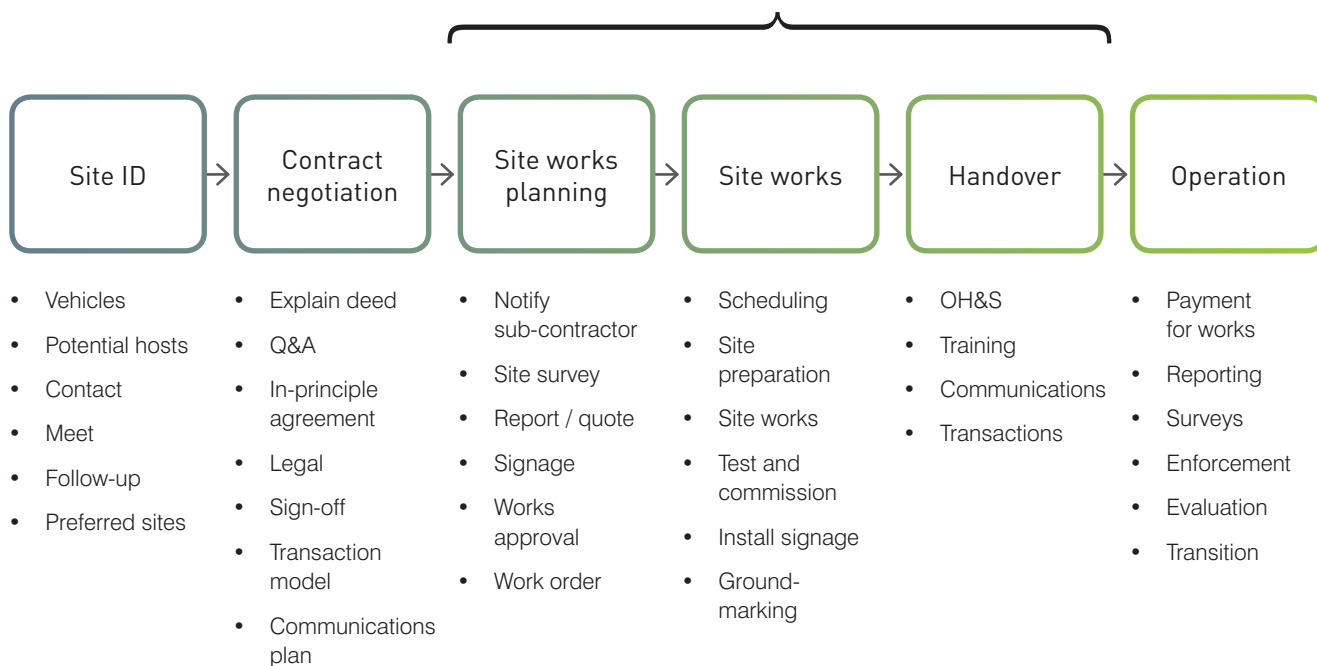 Site ID
Contract
negotiation
Site works
planning
Site works
Handover
Operation
• Vehicles
• Potential hosts
• Contact
• Meet
• Follow-up
• Preferred sites
• Explain deed
• Q&A
• In-principle
agreement
• Legal
• Sign-off
• Transaction
model
• Communications
plan
• Notify
sub-contractor
• Site survey
• Report / quote
• Signage
• Works
approval
• Work order
• Scheduling
• Site
preparation
• Site works
• Test and
commission
• Install signage
• Ground-
marking
• OH&S
• Training
• Communications
• Transactions
• Payment
for works
• Reporting
• Surveys
• Enforcement
• Evaluation
• Transition